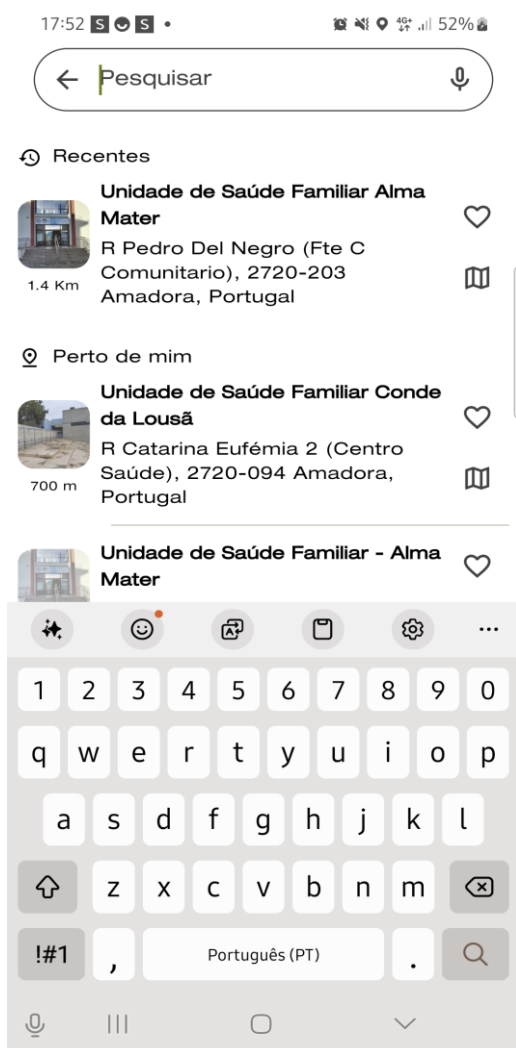 17:52 S S • 4G+ 52%
Pesquisar
Recentes
Unidade de Saúde Familiar Alma
Mater
R Pedro Del Negro (Fte C
Comunitario), 2720-203
Amadora, Portugal
1.4 Km
Perto de mim
Unidade de Saúde Familiar Conde
da Lousã
R Catarina Eufémia 2 (Centro
Saúde), 2720-094 Amadora,
Portugal
700 m
Unidade de Saúde Familiar - Alma
Mater
1 2 3 4 5 6 7 8 9 0
q w e r t y u i o p
a s d f g h j k l
z x c v b n m
!#1 , Português (PT) .